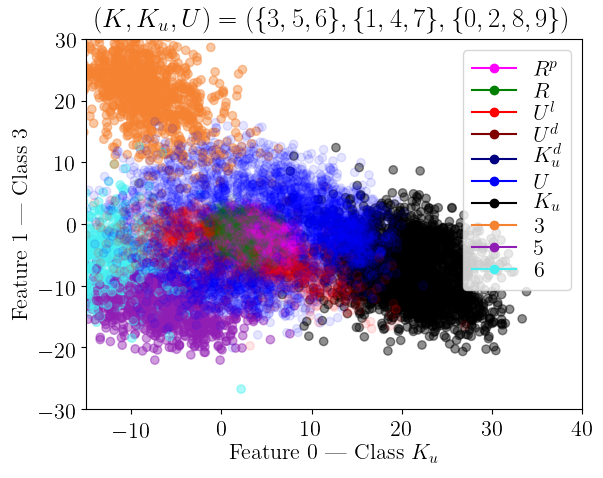 (K, K_u, U) = ({3, 5, 6}, {1, 4, 7}, {0, 2, 8, 9})
30
20
10
0
−10
−20
−30
Feature 1 — Class 3
R^p
R
U^l
U^d
K_u^d
U
K_u
3
5
6
−10
0
10
20
30
40
Feature 0 — Class K_u